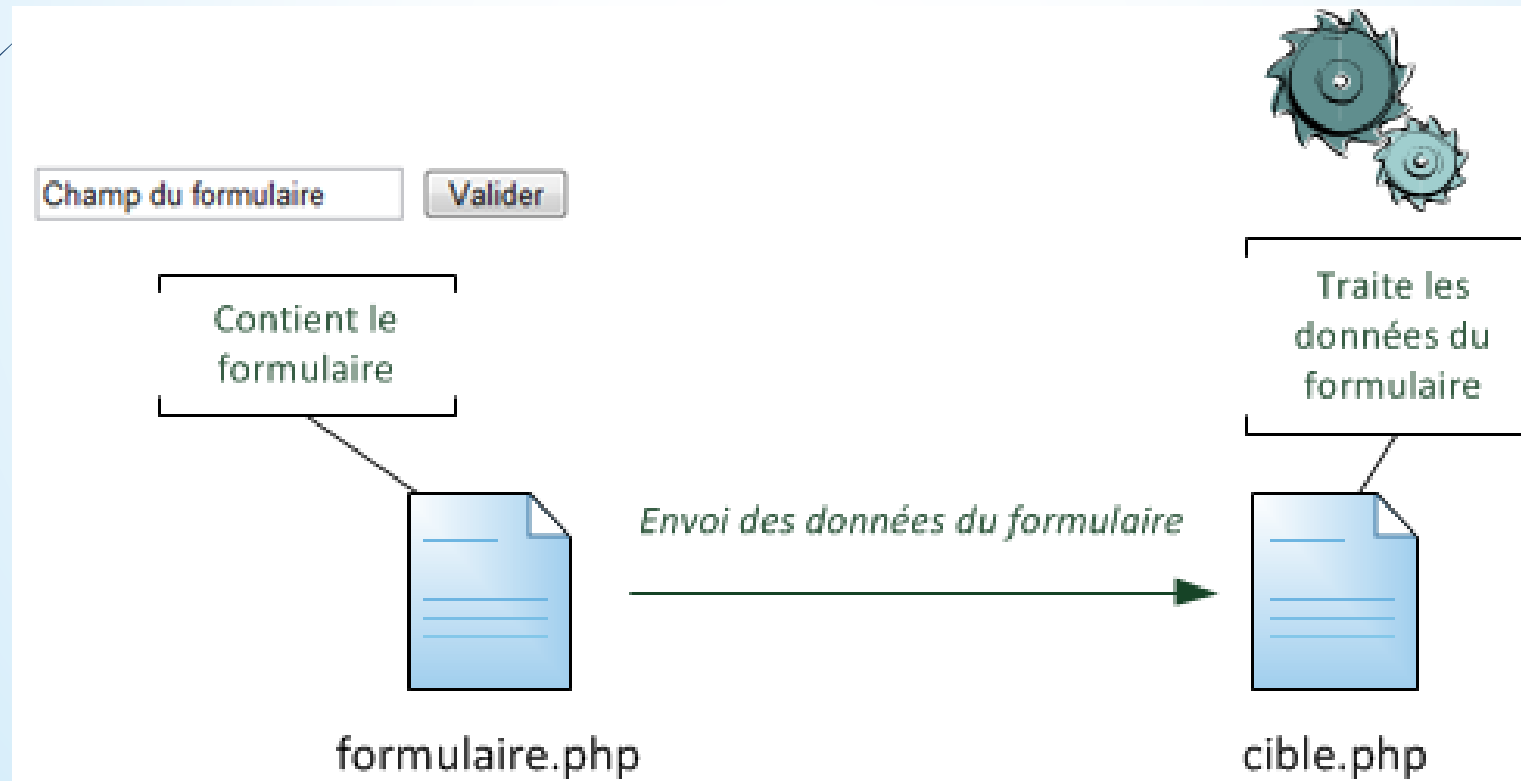 Champ du formulaire
Valider
Contient le
formulaire
Traite les
données du
formulaire
Envoi des données du formulaire
formulaire.php
cible.php